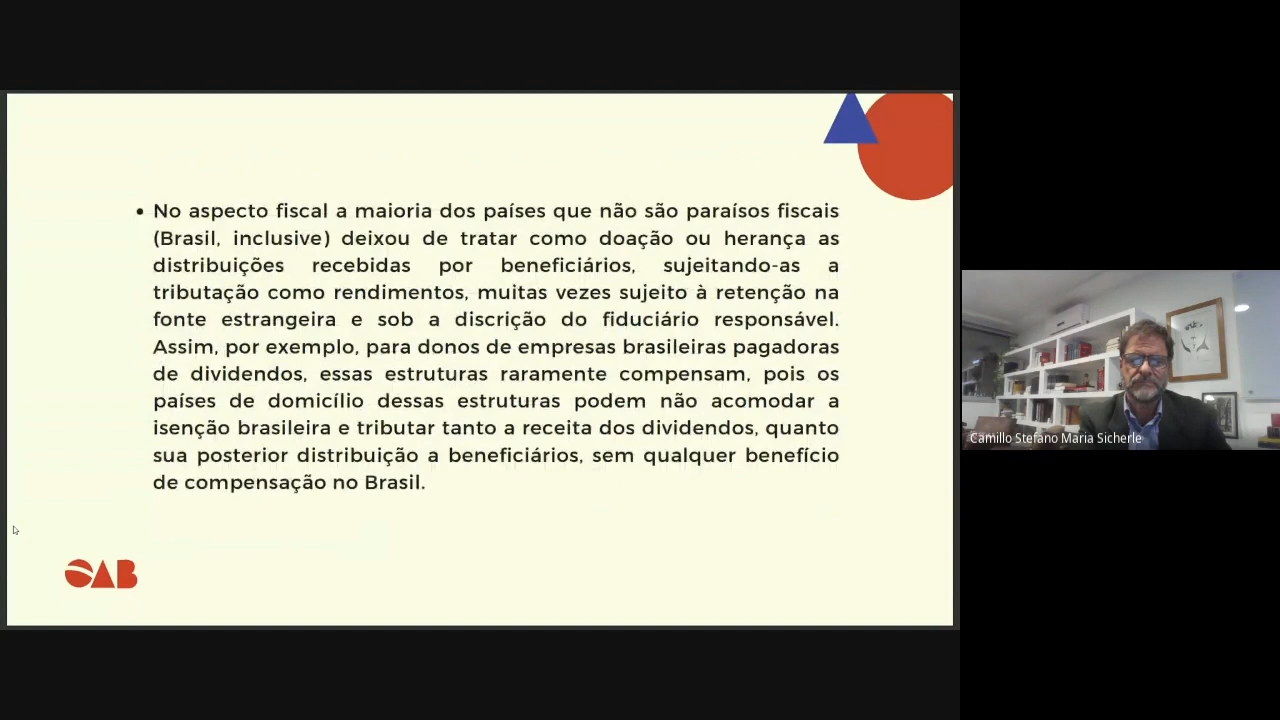 No aspecto fiscal a maioria dos países que não são paraísos fiscais
(Brasil, inclusive) deixou de tratar como doação ou herança as
distribuições recebidas por beneficiários, sujeitando-as a
tributação como rendimentos, muitas vezes sujeito à retenção na
fonte estrangeira e sob a discrição do fiduciário responsável.
Assim, por exemplo, para donos de empresas brasileiras pagadoras
de dividendos, essas estruturas raramente compensam, pois os
países de domicílio dessas estruturas podem não acomodar a
isenção brasileira e tributar tanto a receita dos dividendos, quanto
sua posterior distribuição a beneficiários, sem qualquer benefício
de compensação no Brasil.
OAB
Camillo Stefano Maria Sicherle